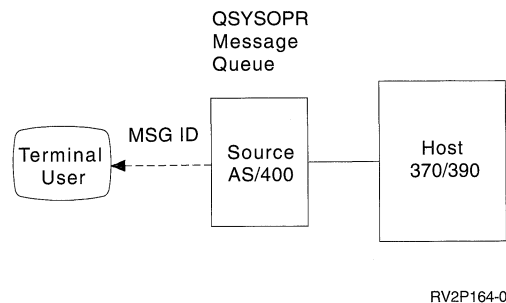 QSYSOPR
Message
Queue
MSG ID
Terminal
User
Source
AS/400
Host
370/390
RV2P164-0